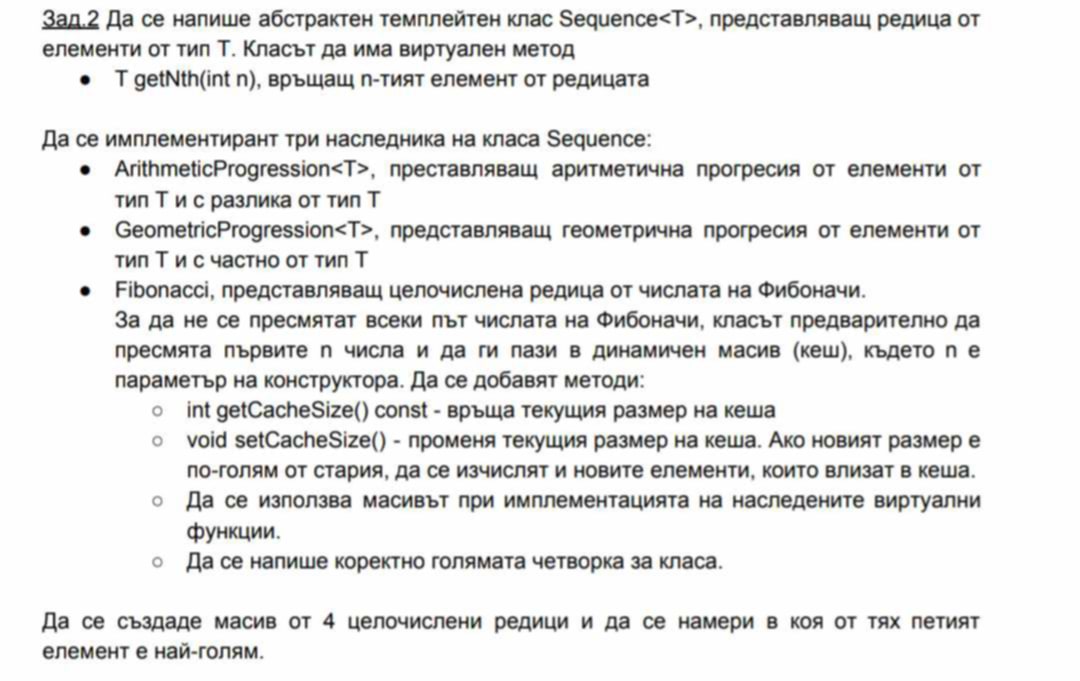 Зад.2 Да се напише абстрактен темплейтен клас Sequence<T>, представляващ редица от
елементи от тип T. Класът да има виртуален метод
● T getNth(int n), връщащ n-тият елемент от редицата
Да се имплементирант три наследника на класа Sequence:
● ArithmeticProgression<T>, преставляващ аритметична прогресия от елементи от
тип T и с разлика от тип T
● GeometricProgression<T>, представляващ геометрична прогресия от елементи от
тип T и с частно от тип T
● Fibonacci, представляващ целочислена редица от числата на Фибоначи.
За да не се пресмятат всеки път числата на Фибоначи, класът предварително да
пресмята първите n числа и да ги пази в динамичен масив (кеш), където n е
параметър на конструктора. Да се добавят методи:
○ int getCacheSize() const - връща текущия размер на кеша
○ void setCacheSize() - променя текущия размер на кеша. Ако новият размер е
по-голям от стария, да се изчислят и новите елементи, които влизат в кеша.
○ Да се използва масивът при имплементацията на наследените виртуални
функции.
○ Да се напише коректно голямата четворка за класа.
Да се създаде масив от 4 целочислени редици и да се намери в коя от тях петият
елемент е най-голям.